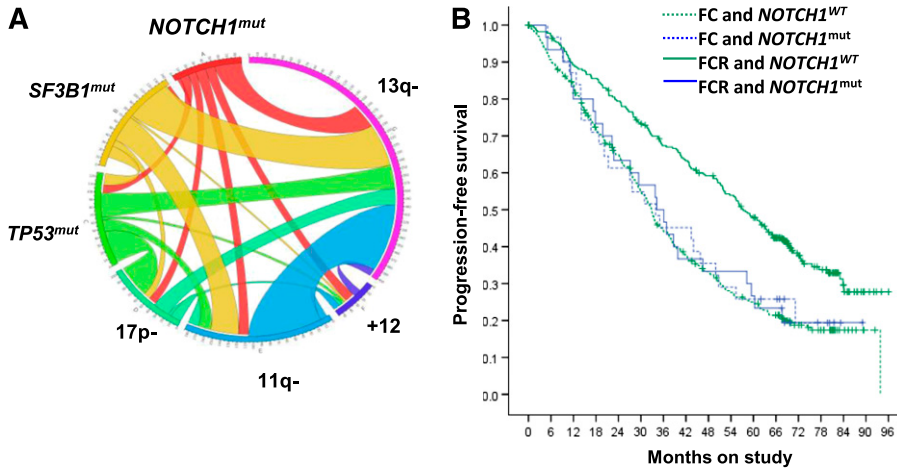 A
NOTCH1mut
SF3B1mut
13q-
TP53mut
17p-
+12
11q-
B
FC and NOTCH1WT
FC and NOTCH1mut
FCR and NOTCH1WT
FCR and NOTCH1mut
Progression-free survival
1.0
0.9
0.8
0.7
0.6
0.5
0.4
0.3
0.2
0.1
0.0
0 6 12 18 24 30 36 42 48 54 60 66 72 78 84 90 96
Months on study